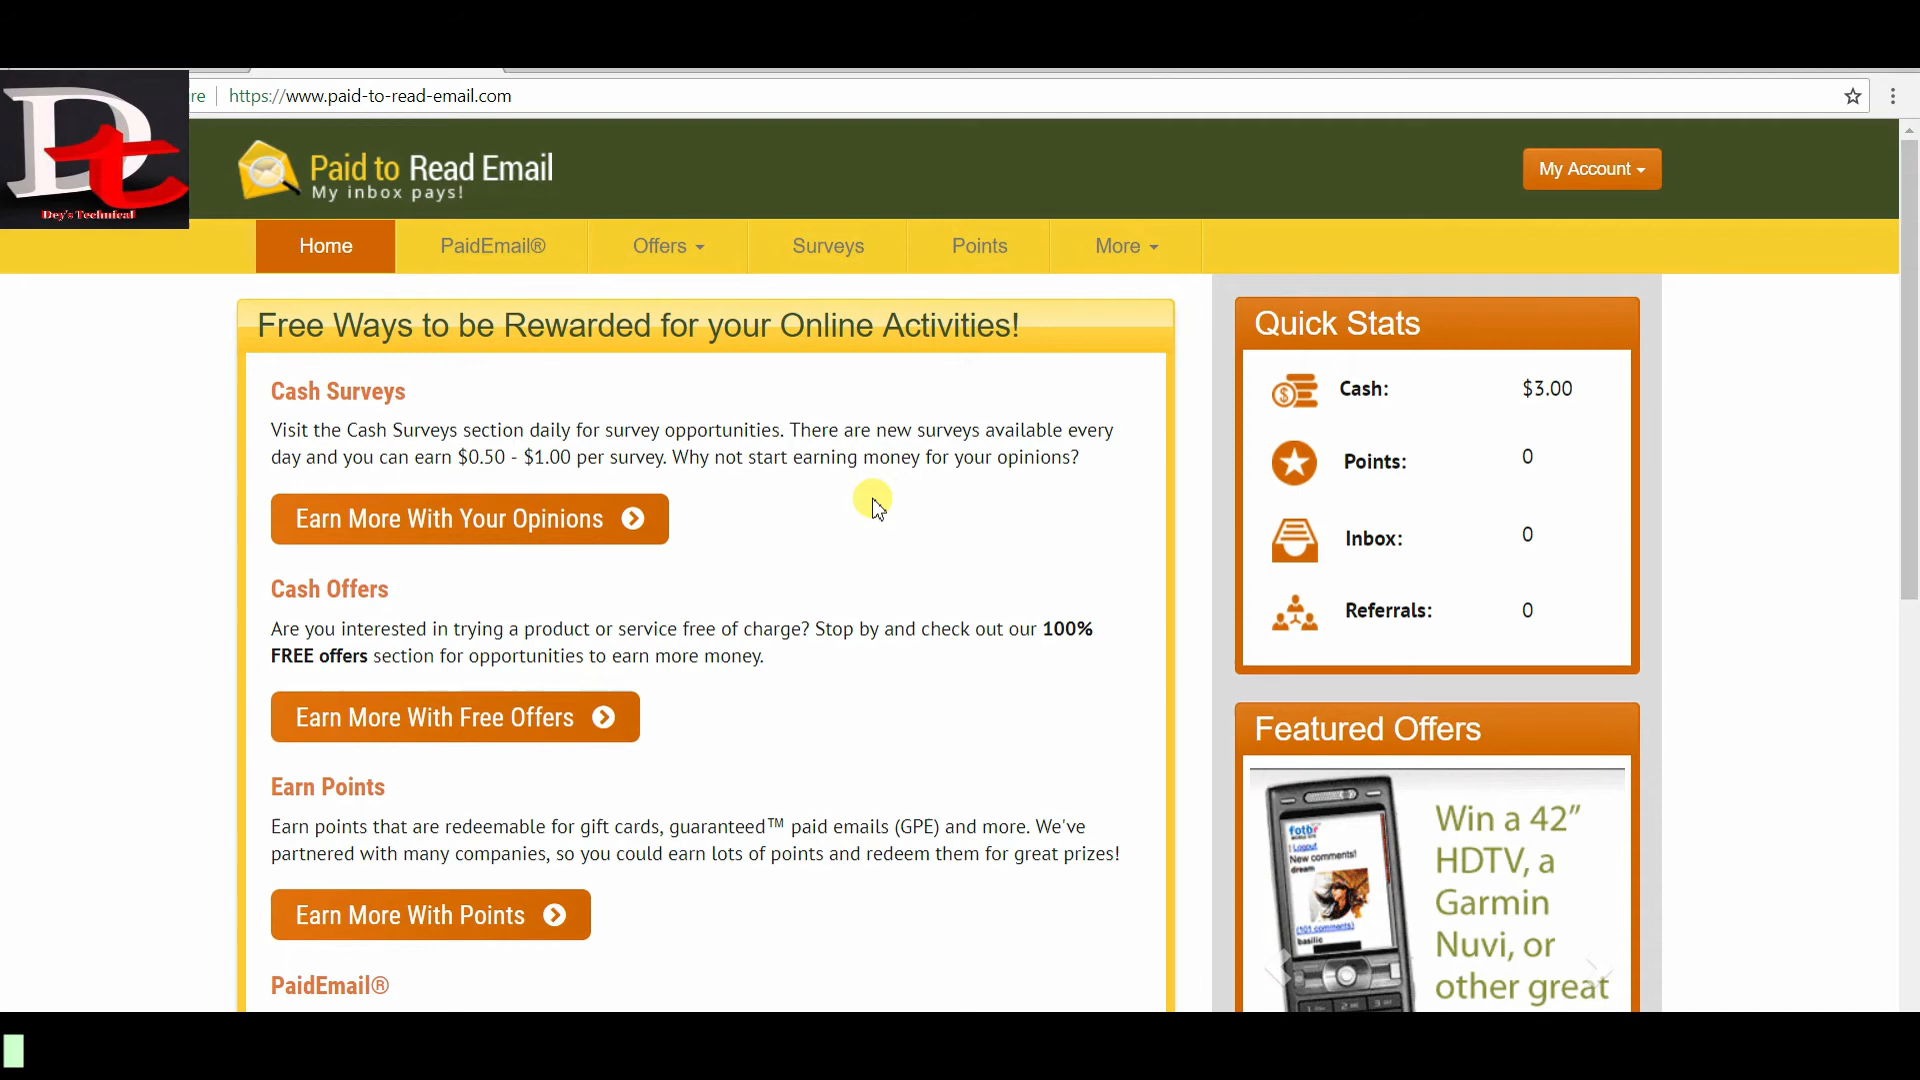 re https://www.paid-to-read-email.com
Dey's Technical
Paid to Read Email
My inbox pays!
My Account
Home PaidEmail® Offers Surveys Points More
Free Ways to be Rewarded for your Online Activities!
Cash Surveys
Visit the Cash Surveys section daily for survey opportunities. There are new surveys available every
day and you can earn $0.50 - $1.00 per survey. Why not start earning money for your opinions?
Earn More With Your Opinions
Cash Offers
Are you interested in trying a product or service free of charge? Stop by and check out our 100%
FREE offers section for opportunities to earn more money.
Earn More With Free Offers
Earn Points
Earn points that are redeemable for gift cards, guaranteed™ paid emails (GPE) and more. We've
partnered with many companies, so you could earn lots of points and redeem them for great prizes!
Earn More With Points
PaidEmail®
Quick Stats
Cash: $3.00
Points: 0
Inbox: 0
Referrals: 0
Featured Offers
Logout
New comments!
dream
(101 comments)
basilic
Win a 42”
HDTV, a
Garmin
Nuvi, or
other great